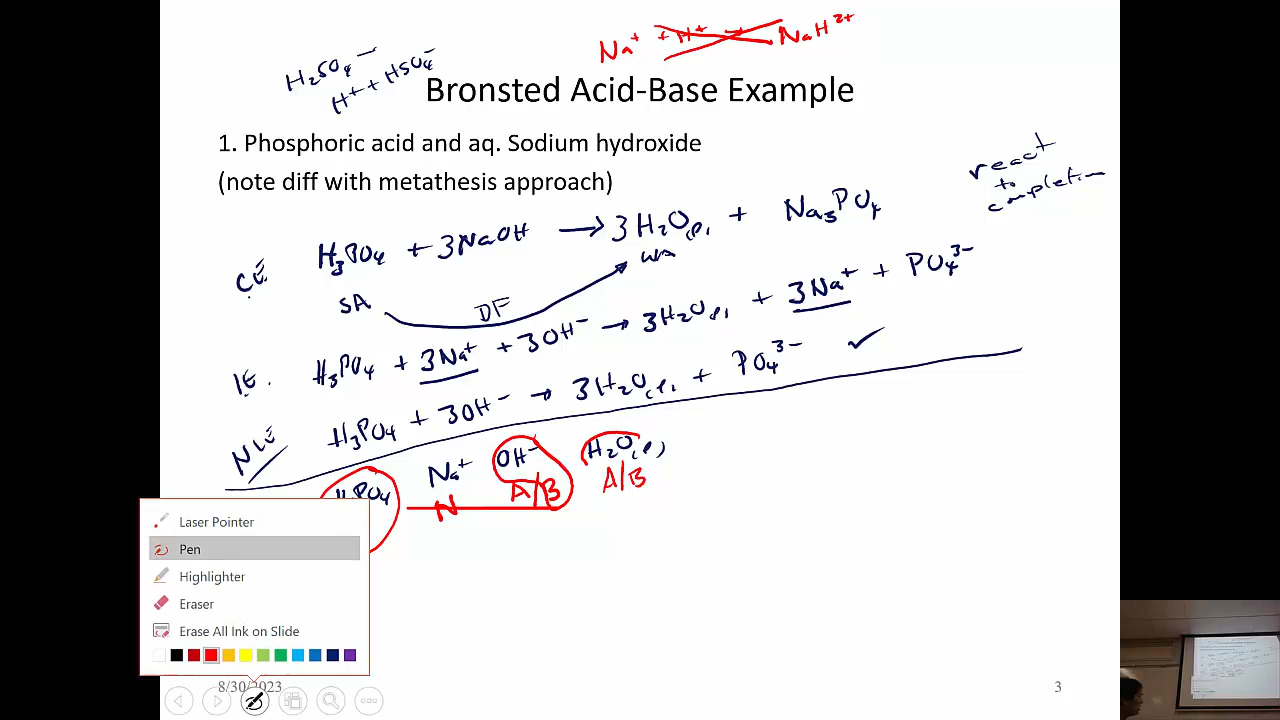 Na⁺ + H⁺ → NaH²⁺
H₂SO₄ —
H⁺ + HSO₄⁻
Bronsted Acid-Base Example
1. Phosphoric acid and aq. Sodium hydroxide
(note diff with metathesis approach)
react
to
completion
CE H₃PO₄ + 3NaOH → 3H₂O(l) + Na₃PO₄
SA DF WA
IE. H₃PO₄ + 3Na⁺ + 3OH⁻ → 3H₂O(l) + 3Na⁺ + PO₄³⁻
NIE H₃PO₄ + 3OH⁻ → 3H₂O(l) + PO₄³⁻ ✓
Na⁺ OH⁻ H₂O(l)
N A/B A/B
Laser Pointer
Pen
Highlighter
Eraser
Erase All Ink on Slide
8/30/2023
3